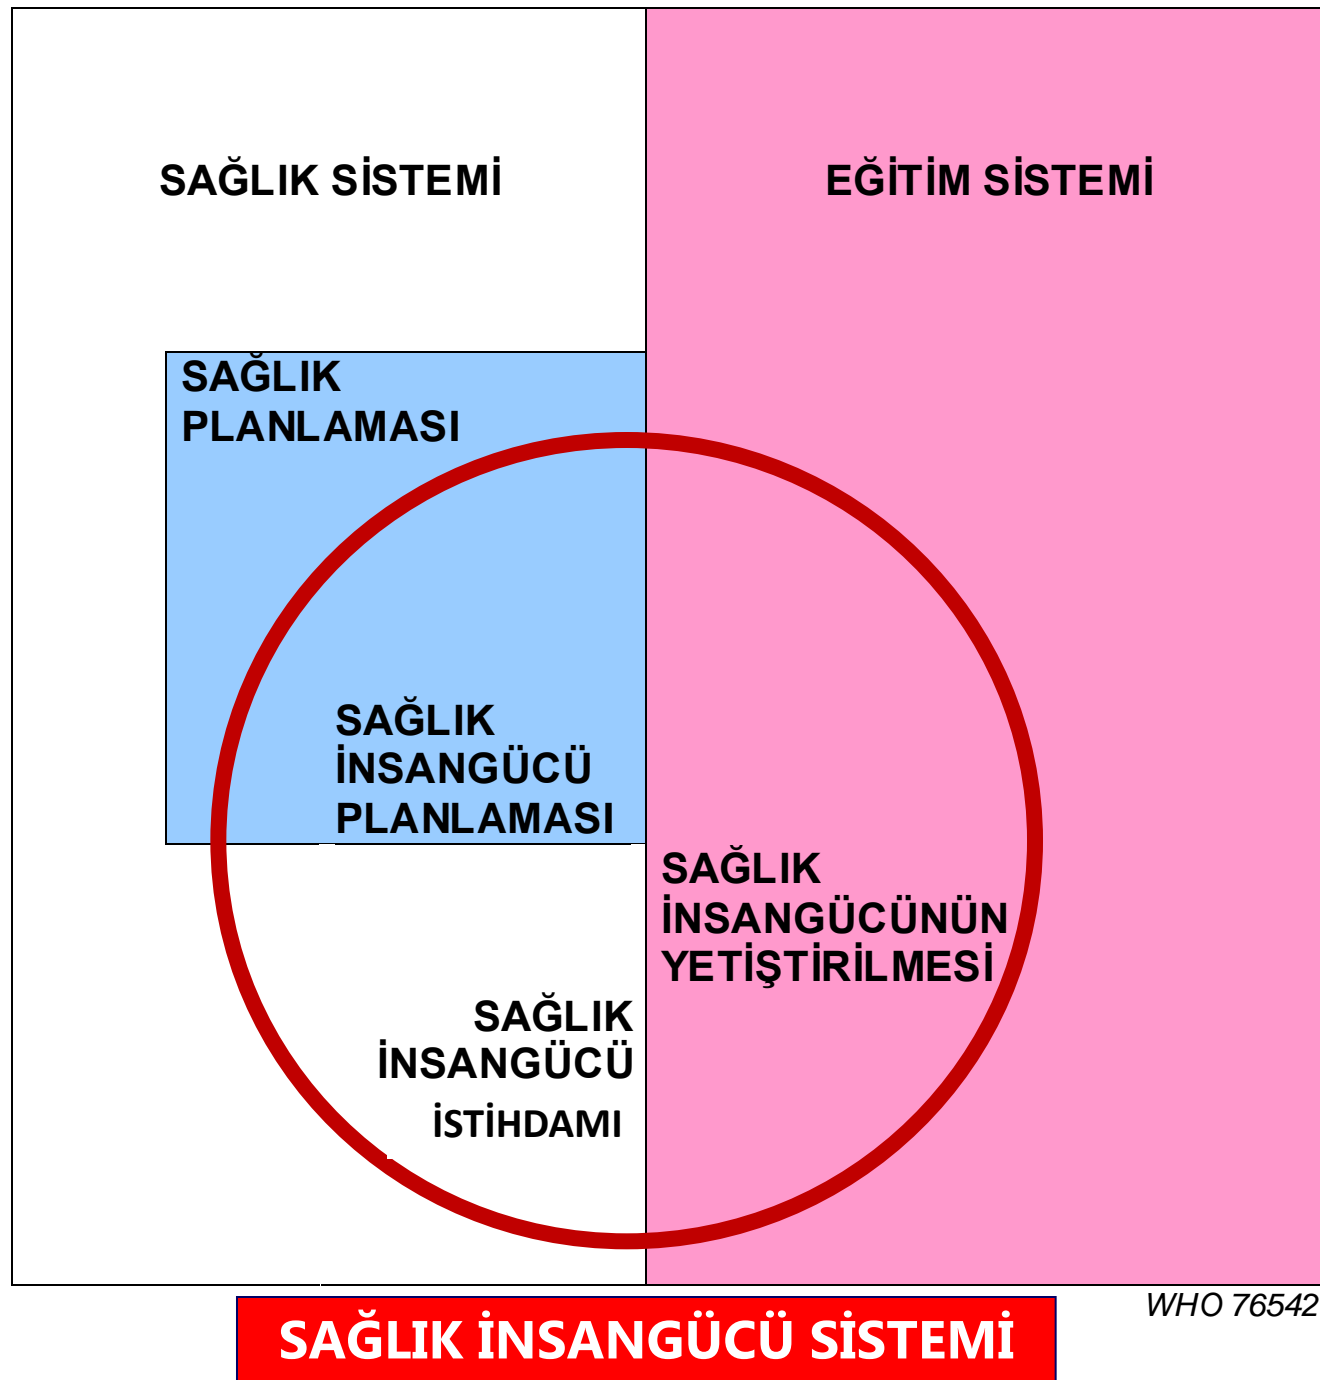 SAĞLIK SİSTEMİ
EĞİTİM SİSTEMİ
SAĞLIK
PLANLAMASI
SAĞLIK
İNSANGÜCÜ
PLANLAMASI
SAĞLIK
İNSANGÜCÜNÜN
YETİŞTİRİLMESİ
SAĞLIK
İNSANGÜCÜ
İSTİHDAMI
WHO 76542
SAĞLIK İNSANGÜCÜ SİSTEMİ